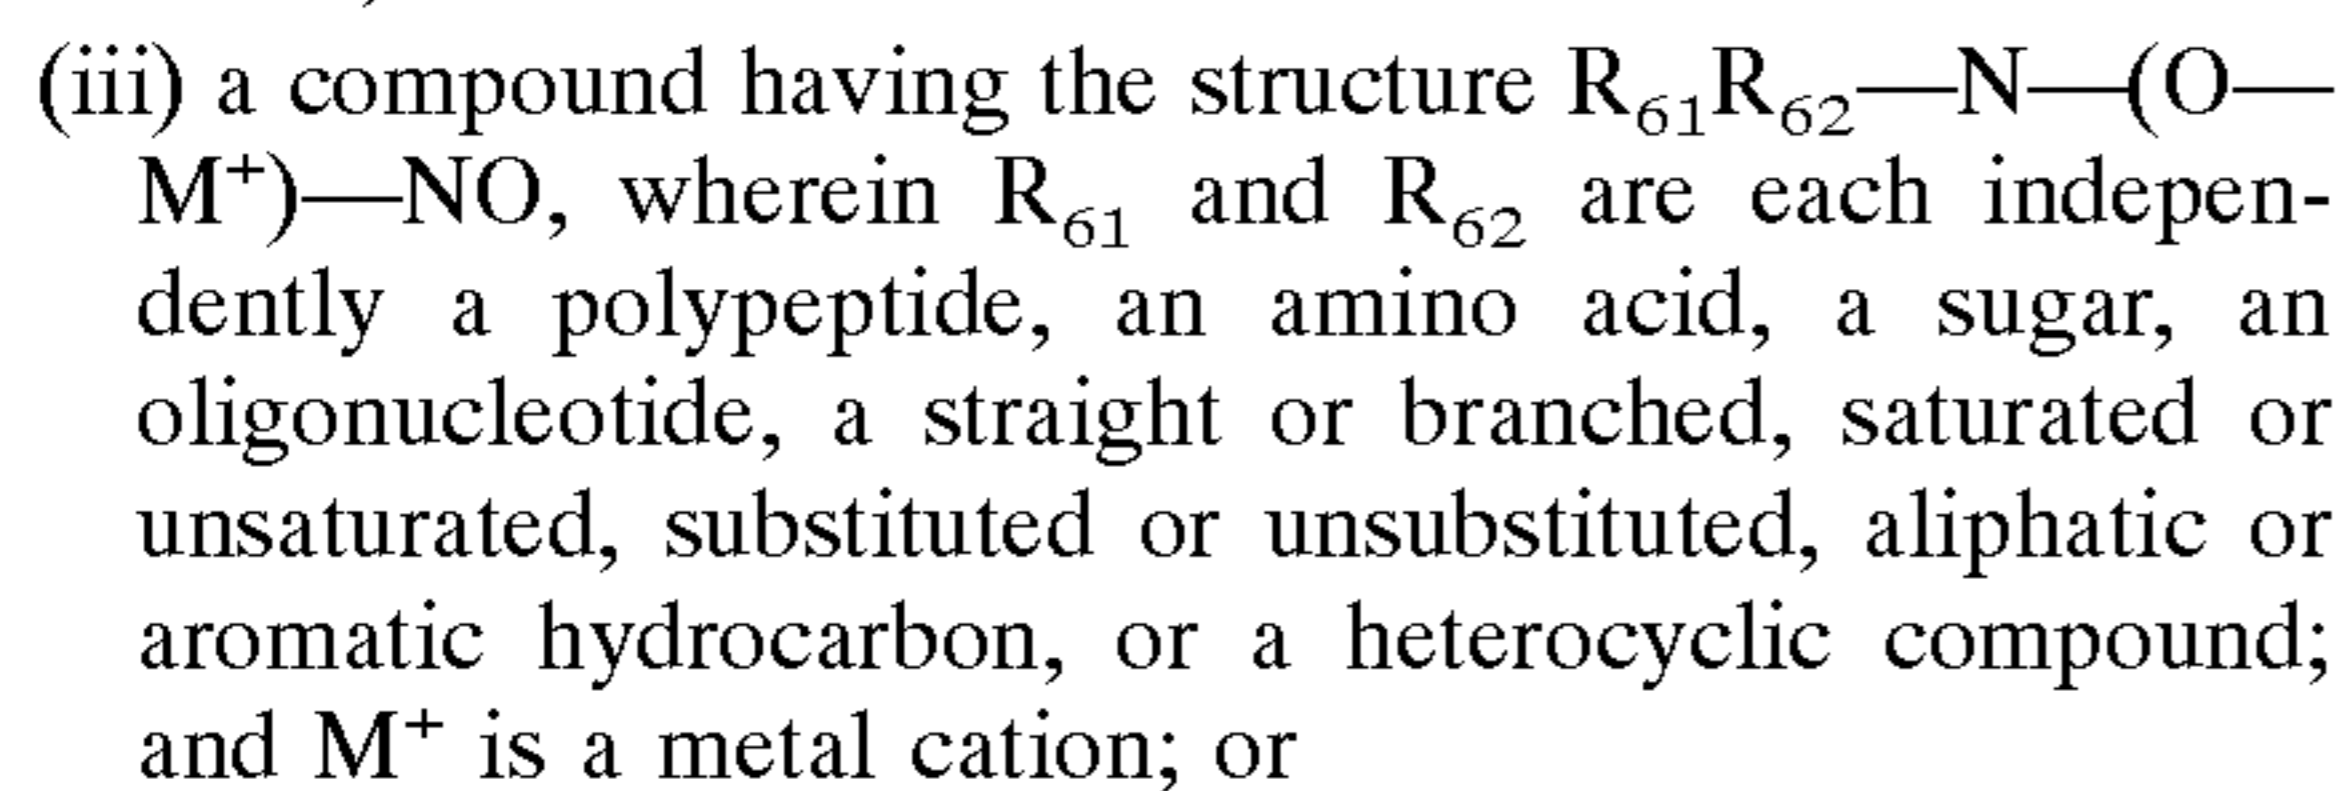 (iii) a compound having the structure R₆₁R₆₂—N—(O—
M⁺)—NO, wherein R₆₁ and R₆₂ are each indepen-
dently a polypeptide, an amino acid, a sugar, an
oligonucleotide, a straight or branched, saturated or
unsaturated, substituted or unsubstituted, aliphatic or
aromatic hydrocarbon, or a heterocyclic compound;
and M⁺ is a metal cation; or